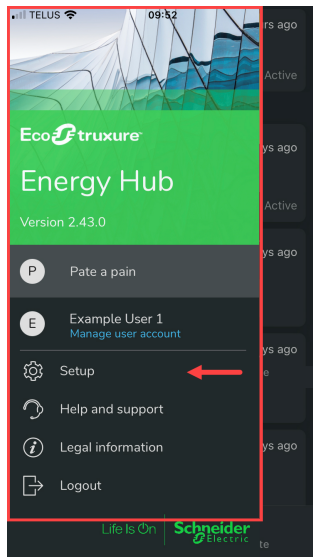 TELUS 09:52
rs ago
Active
EcoStruxure™
ys ago
Energy Hub
Active
Version 2.43.0
ys ago
P Pate a pain
E Example User 1
Manage user account
ys ago
Setup
e
Help and support
ys ago
Legal information
Logout
Life Is On Schneider
Electric
te